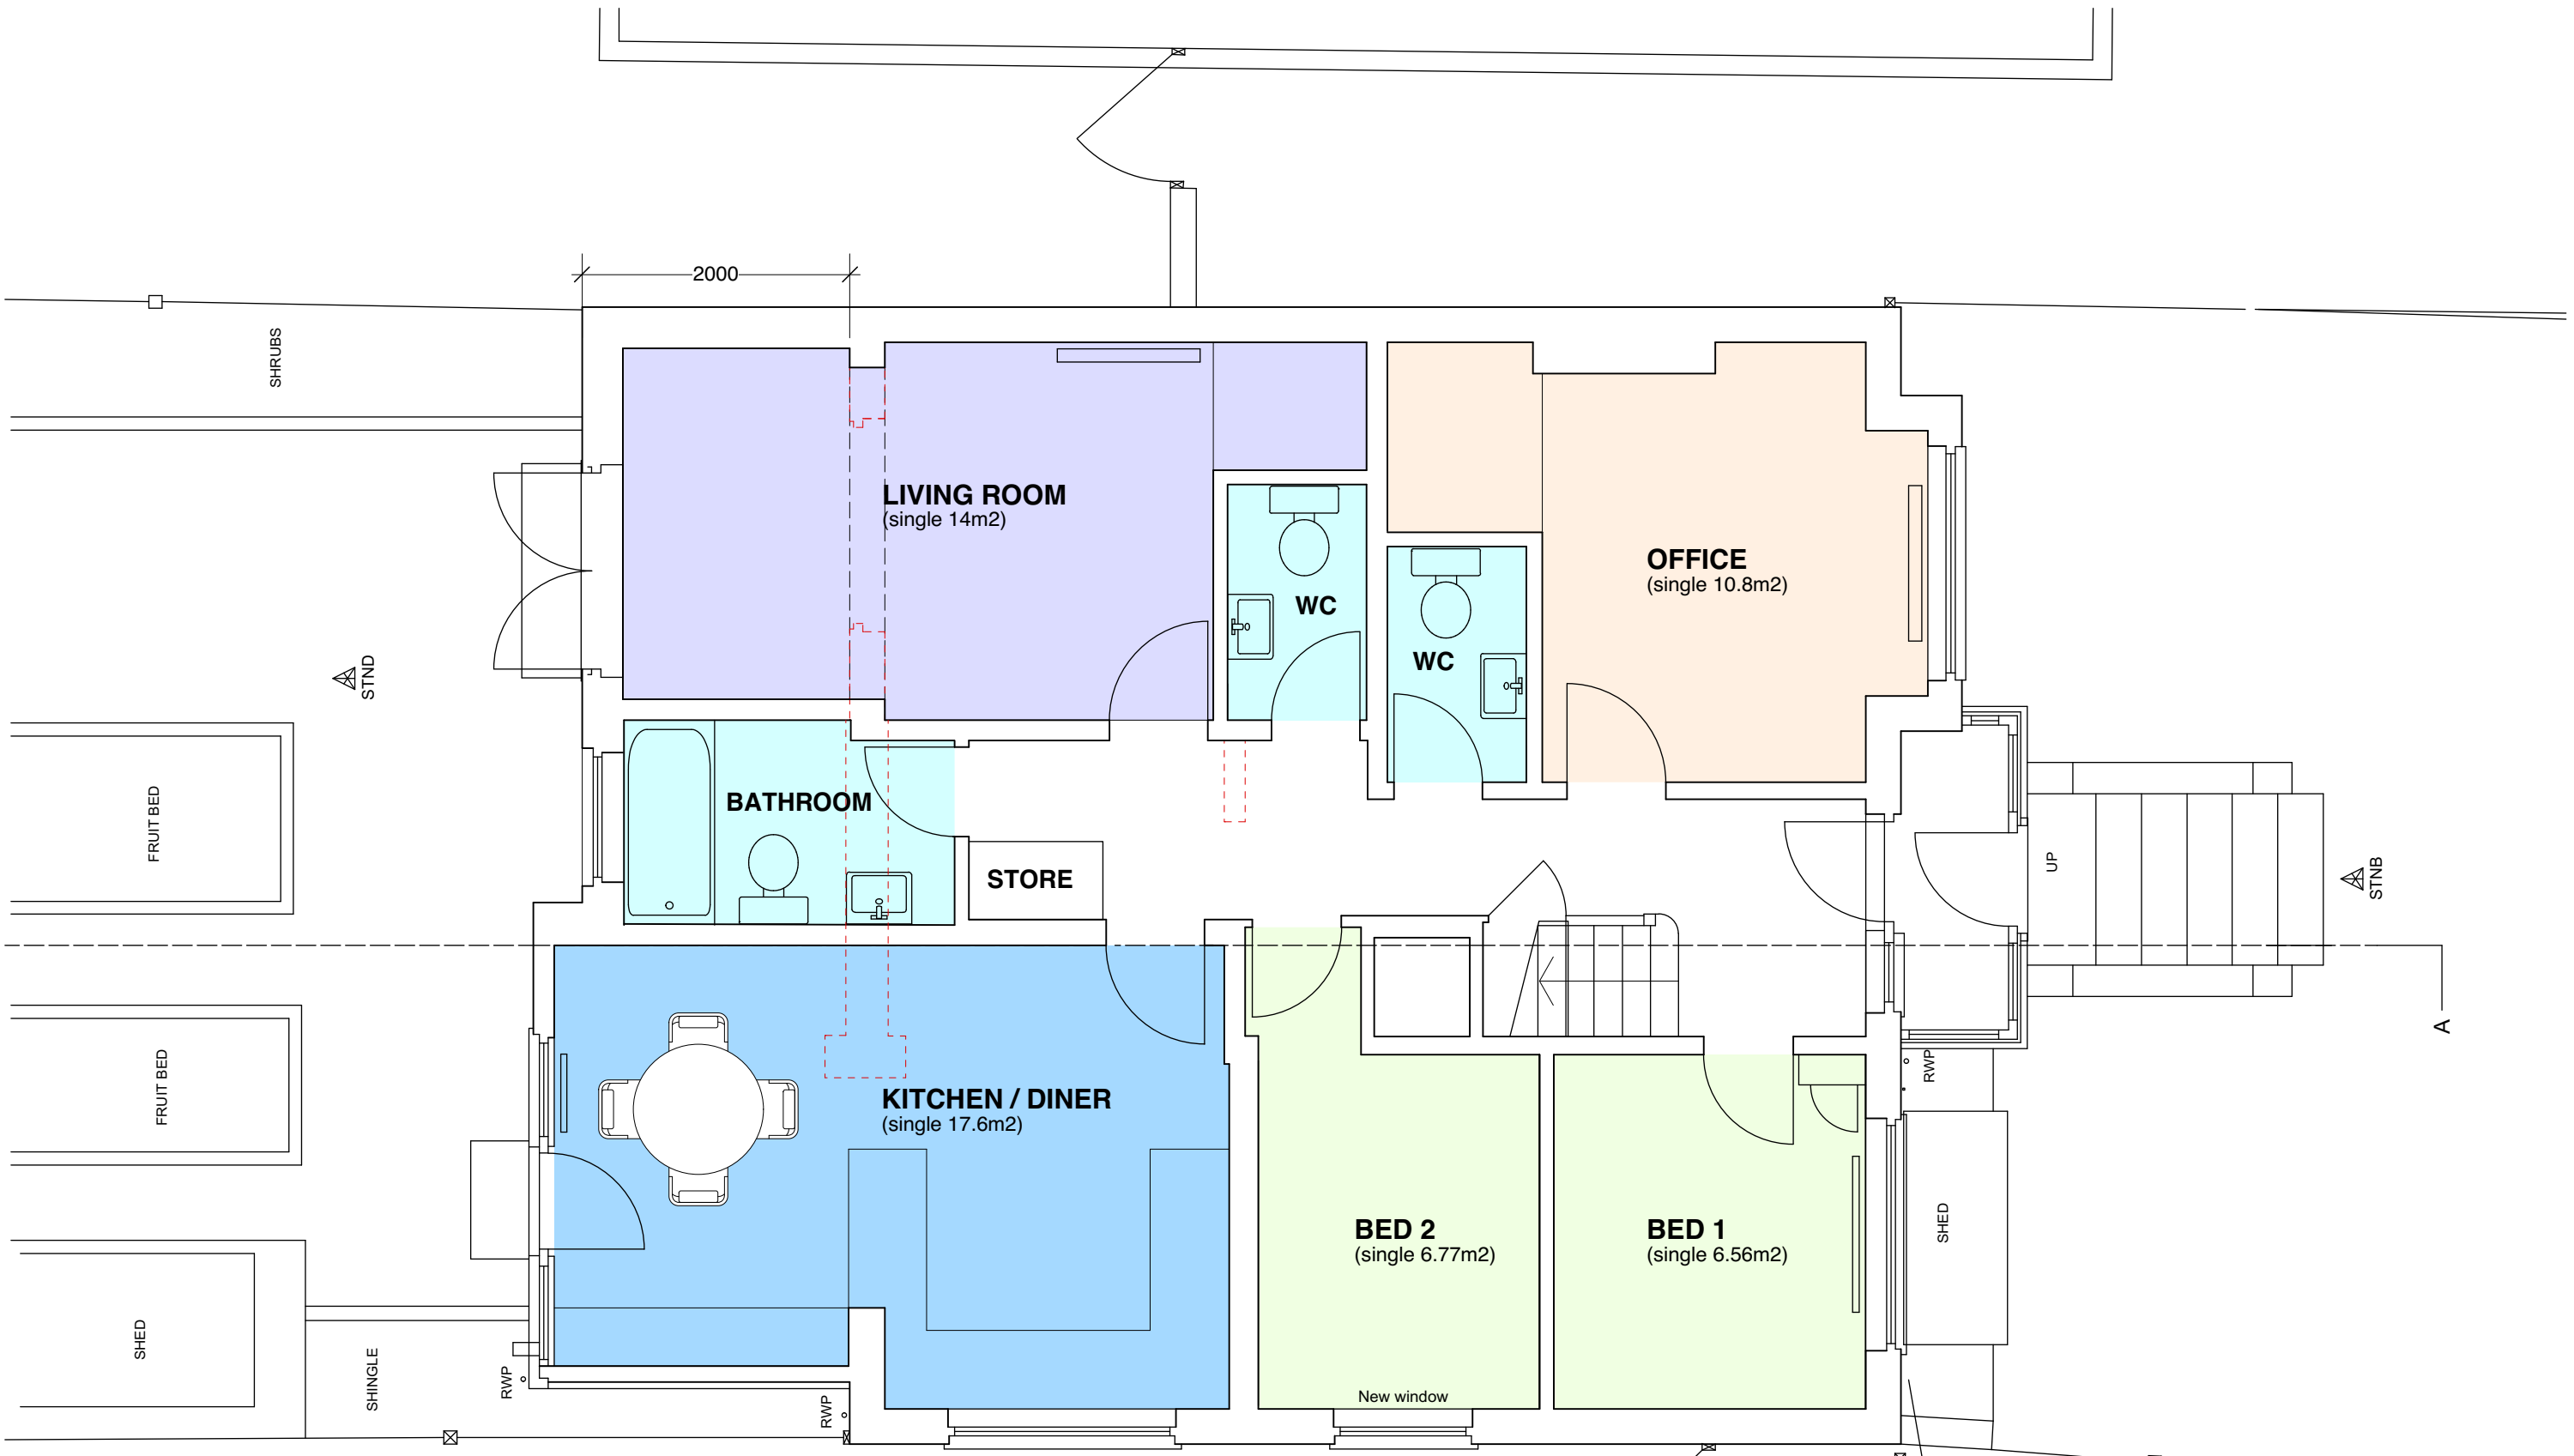 2000
SHRUBS
LIVING ROOM
(single 14m2)
OFFICE
(single 10.8m2)
WC
WC
STND
FRUIT BED
BATHROOM
STORE
UP
STNB
A
FRUIT BED
KITCHEN / DINER
(single 17.6m2)
RWP
BED 2
(single 6.77m2)
BED 1
(single 6.56m2)
SHED
SHED
SHINGLE
RWP
RWP
New window